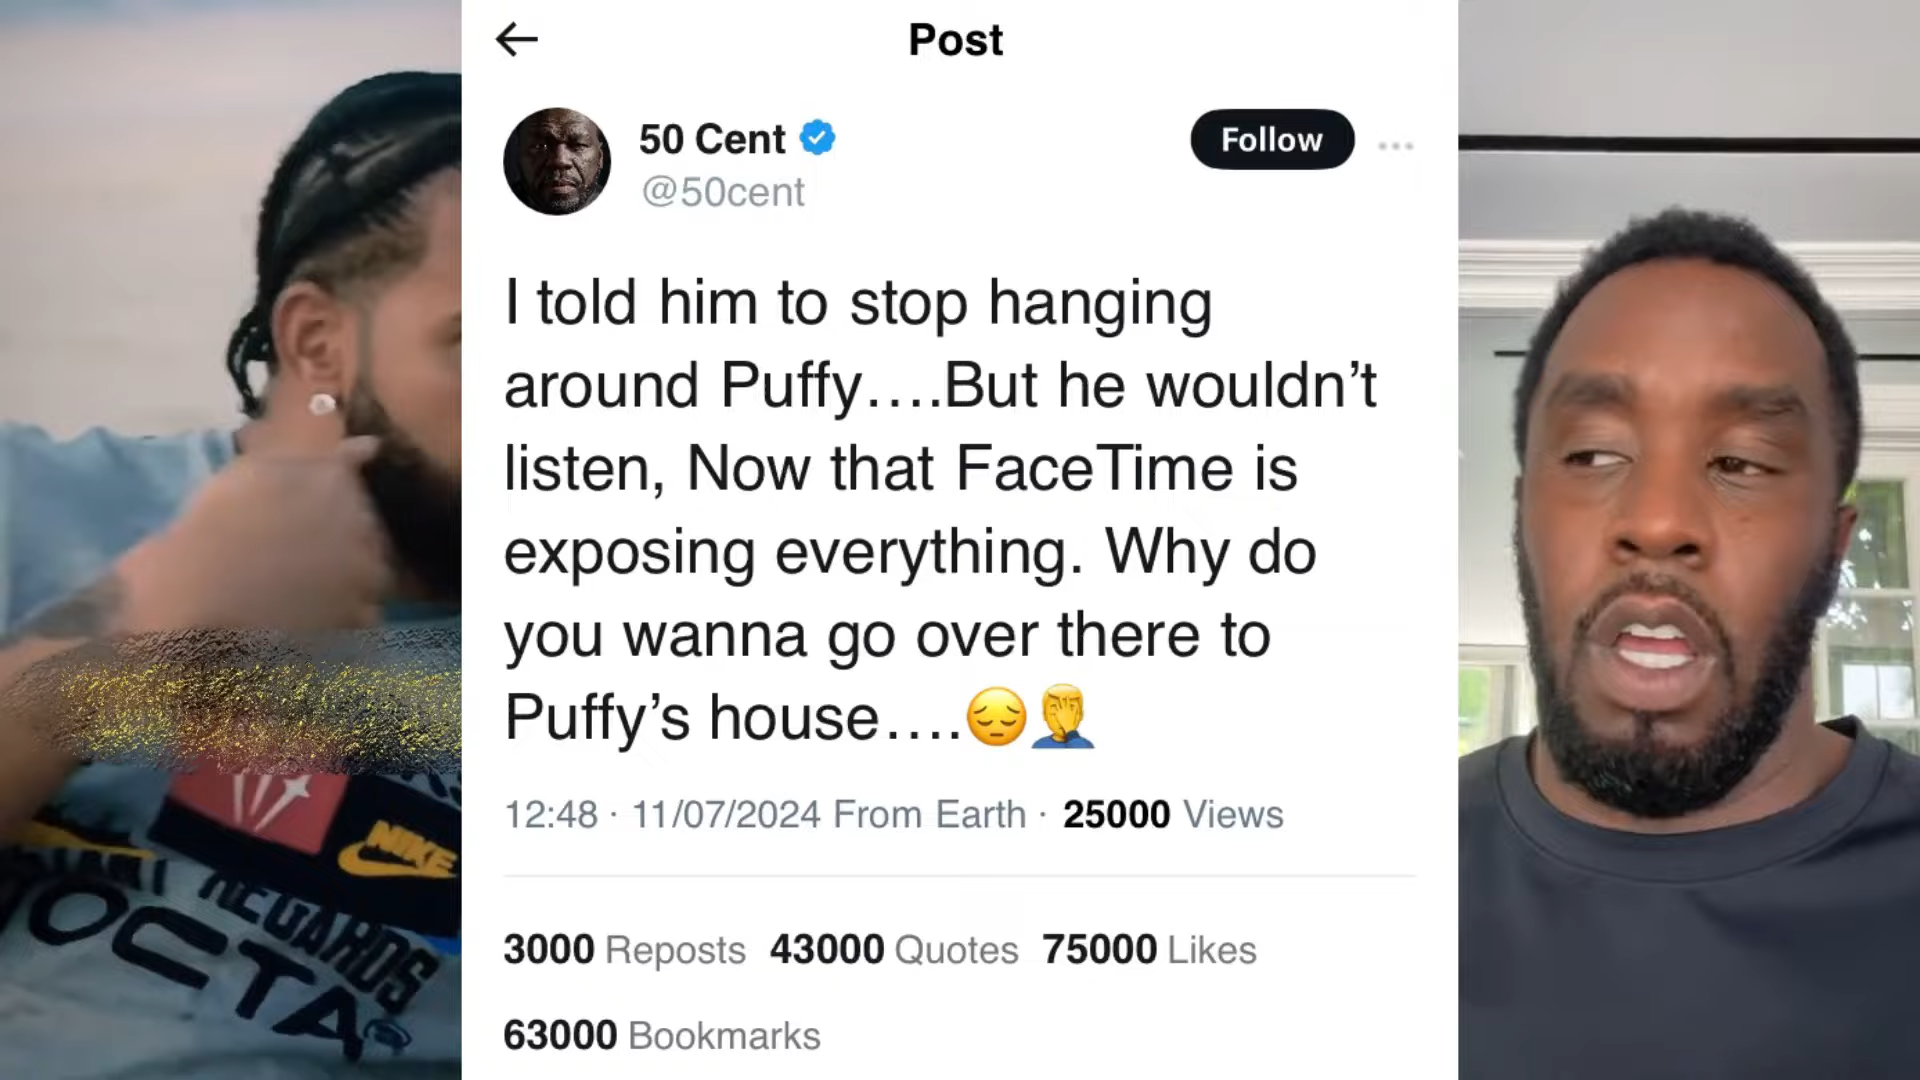 Post
50 Cent
@50cent
Follow
I told him to stop hanging
around Puffy….But he wouldn’t
listen, Now that FaceTime is
exposing everything. Why do
you wanna go over there to
Puffy’s house….😔🤦‍♂️
12:48 · 11/07/2024 From Earth · 25000 Views
3000 Reposts 43000 Quotes 75000 Likes
63000 Bookmarks
NIKE
REGARDS
OCTA